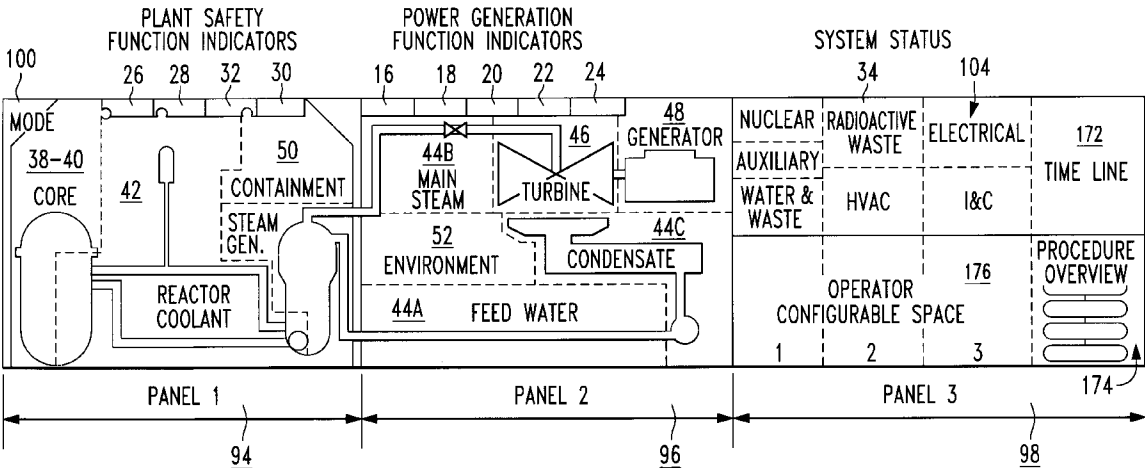 PLANT SAFETY
FUNCTION INDICATORS
POWER GENERATION
FUNCTION INDICATORS
SYSTEM STATUS
100
26
28
32
30
16
18
20
22
24
34
104
MODE
38-40
CORE
42
50
CONTAINMENT
STEAM
GEN.
REACTOR
COOLANT
44B
MAIN
STEAM
46
TURBINE
48
GENERATOR
52
ENVIRONMENT
44C
CONDENSATE
44A
FEED WATER
NUCLEAR
AUXILIARY
WATER &
WASTE
RADIOACTIVE
WASTE
HVAC
ELECTRICAL
I&C
172
TIME LINE
176
OPERATOR
CONFIGURABLE SPACE
1
2
3
PROCEDURE
OVERVIEW
174
PANEL 1
PANEL 2
PANEL 3
94
96
98